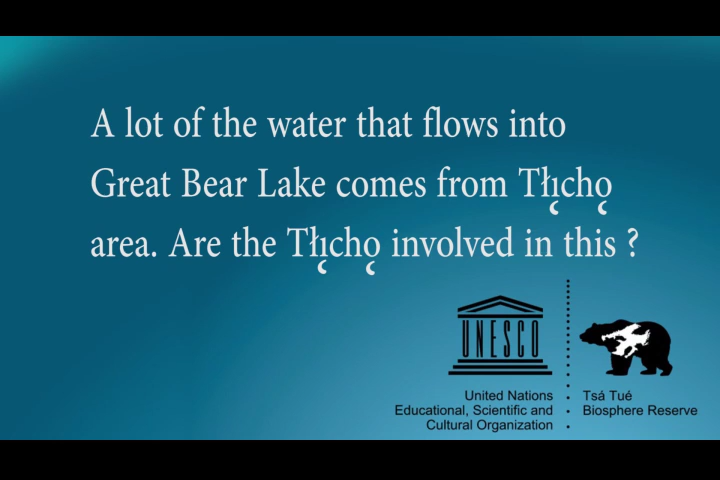 A lot of the water that flows into
Great Bear Lake comes from Tłı̨chǫ
area. Are the Tłı̨chǫ involved in this ?
UNESCO
United Nations
Educational, Scientific and
Cultural Organization
Tsá Tué
Biosphere Reserve